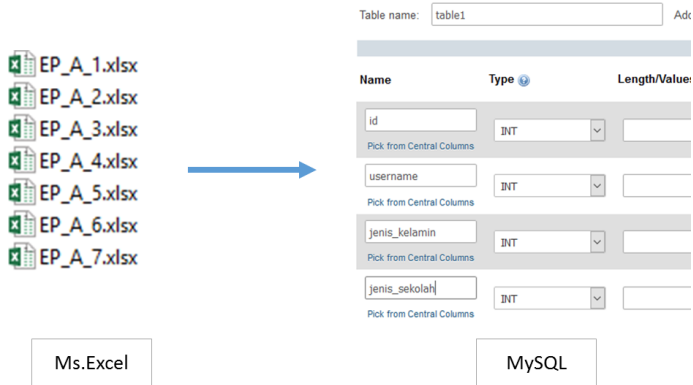 EP_A_1.xlsx
EP_A_2.xlsx
EP_A_3.xlsx
EP_A_4.xlsx
EP_A_5.xlsx
EP_A_6.xlsx
EP_A_7.xlsx
Ms.Excel
Table name: table1
Name Type Length/Values
id INT
Pick from Central Columns
username INT
Pick from Central Columns
jenis_kelamin INT
Pick from Central Columns
jenis_sekolah INT
Pick from Central Columns
MySQL